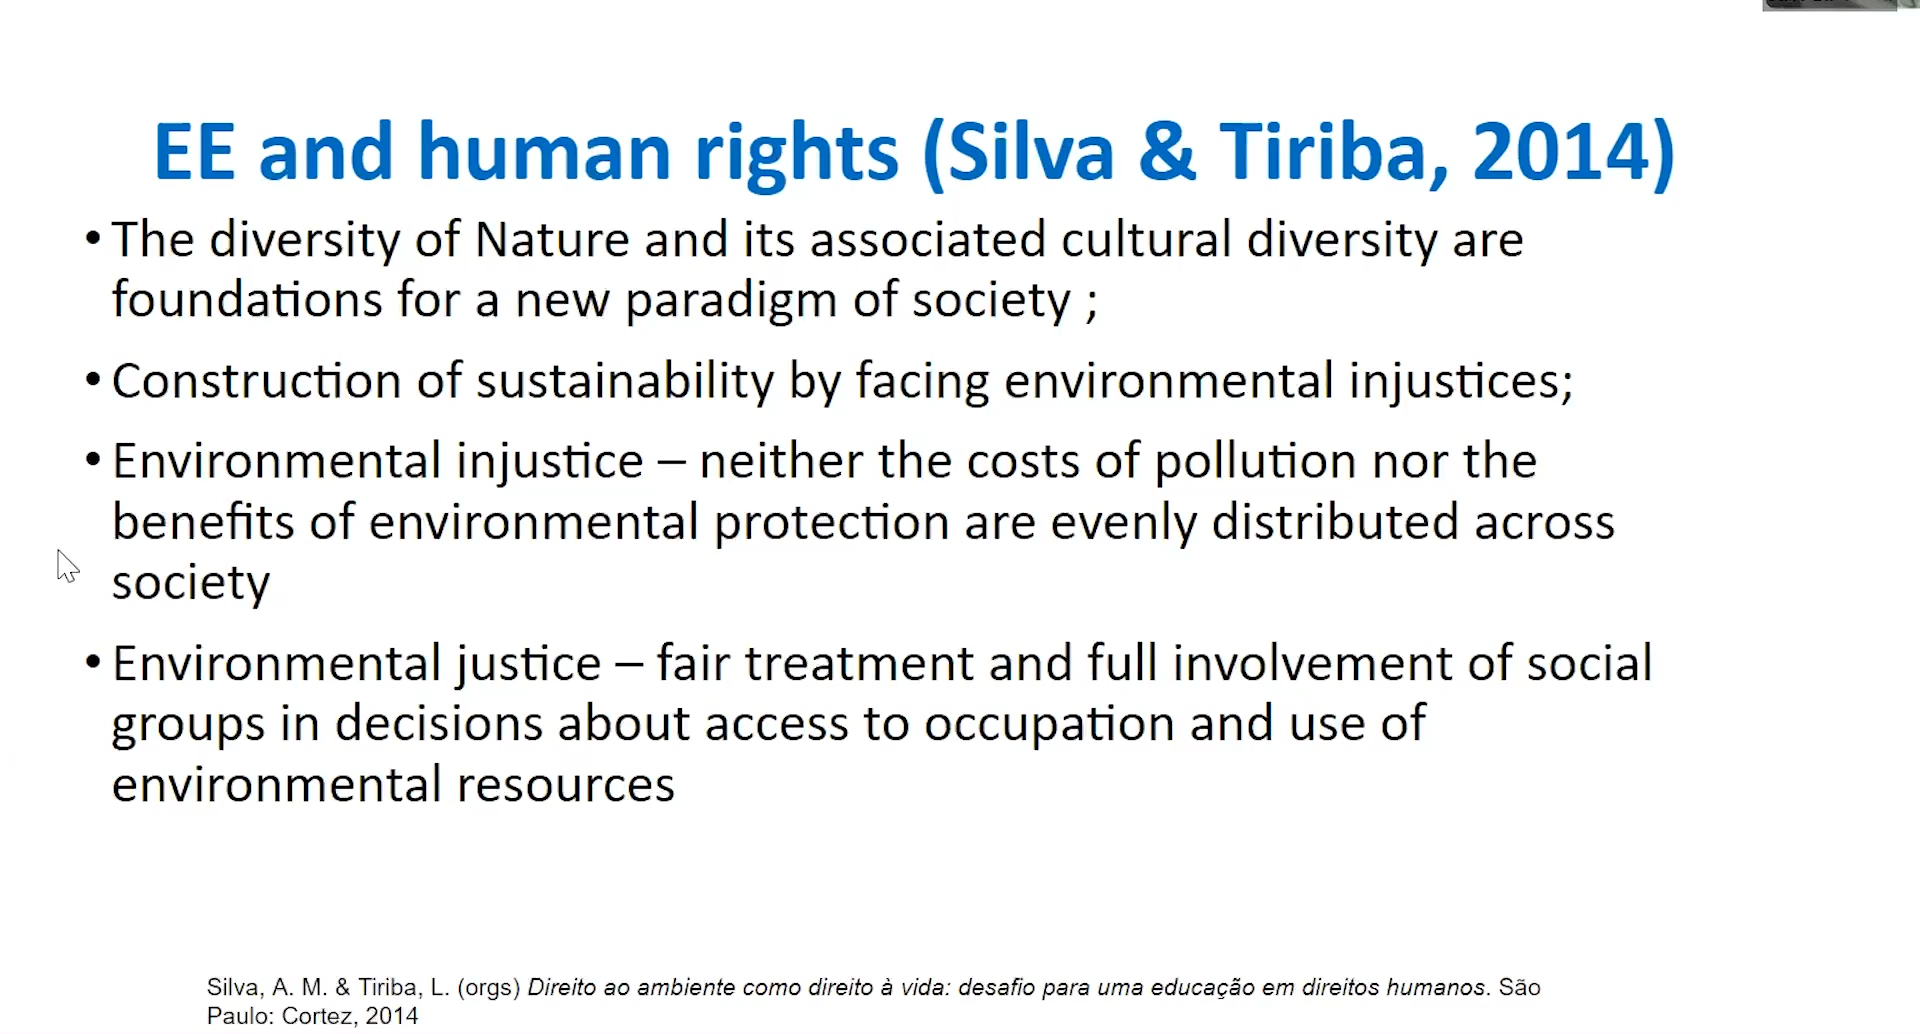 EE and human rights (Silva & Tiriba, 2014)
• The diversity of Nature and its associated cultural diversity are
foundations for a new paradigm of society ;
• Construction of sustainability by facing environmental injustices;
• Environmental injustice – neither the costs of pollution nor the
benefits of environmental protection are evenly distributed across
society
• Environmental justice – fair treatment and full involvement of social
groups in decisions about access to occupation and use of
environmental resources
Silva, A. M. & Tiriba, L. (orgs) Direito ao ambiente como direito à vida: desafio para uma educação em direitos humanos. São
Paulo: Cortez, 2014